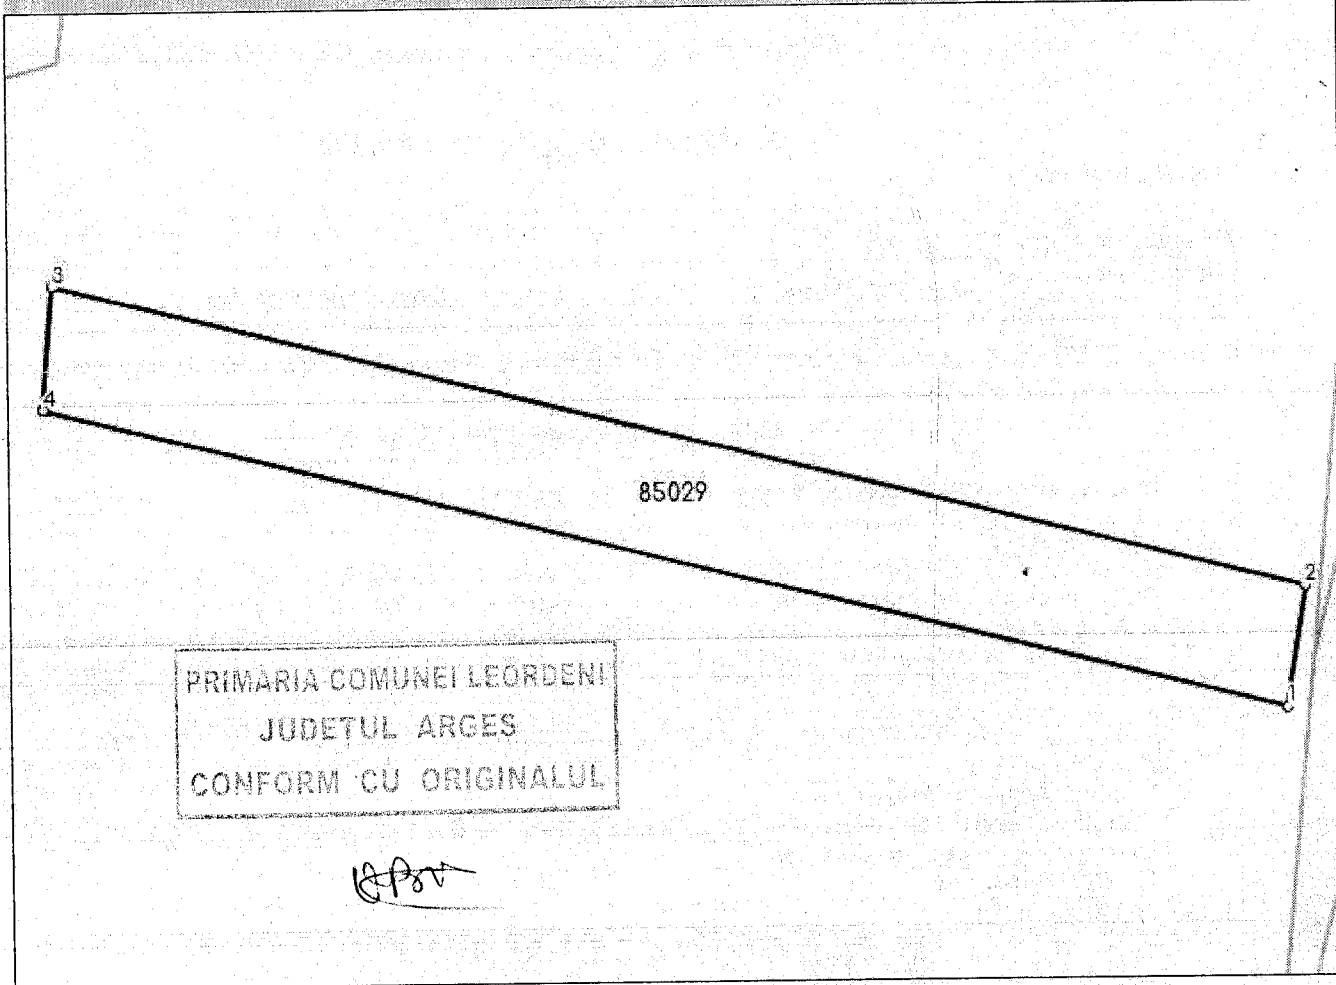 3
4
85029
2
1
PRIMARIA COMUNEI LEORDENI
JUDETUL ARGES
CONFORM CU ORIGINALUL